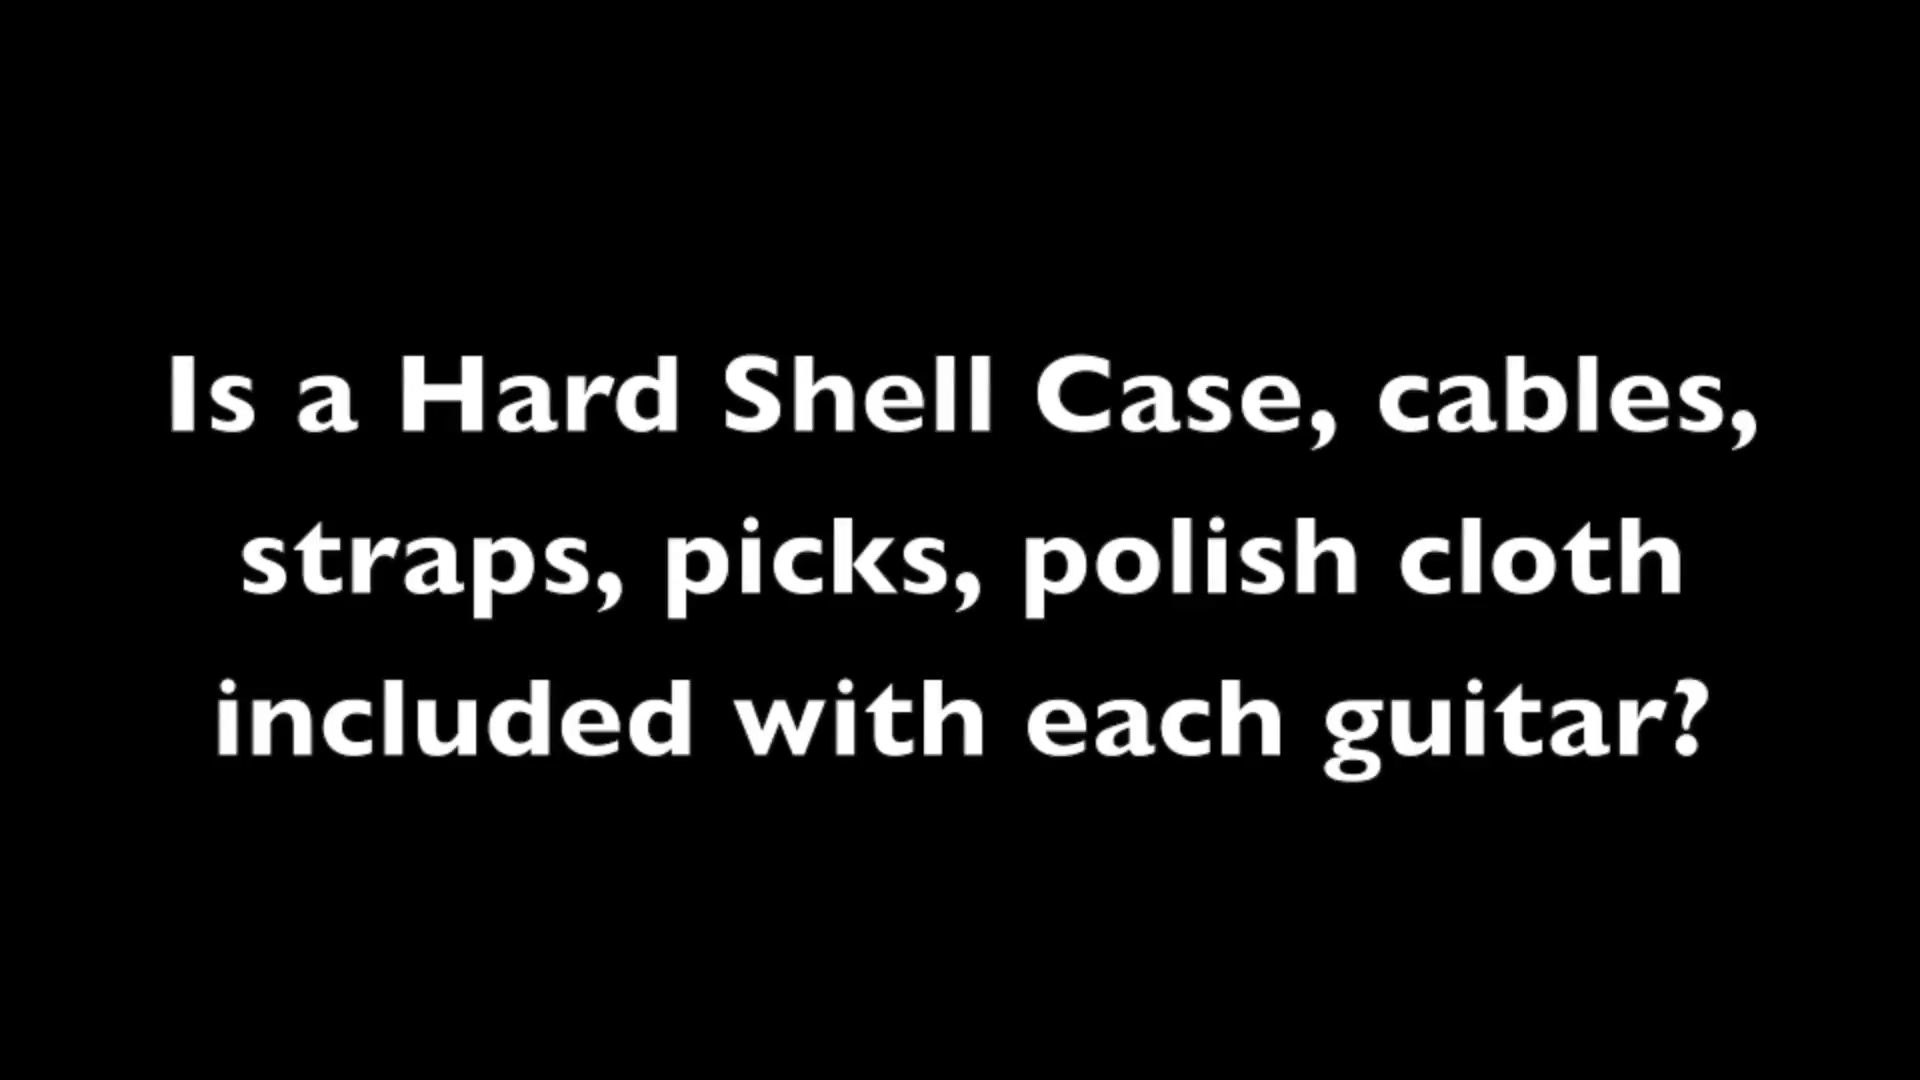 Is a Hard Shell Case, cables,
straps, picks, polish cloth
included with each guitar?